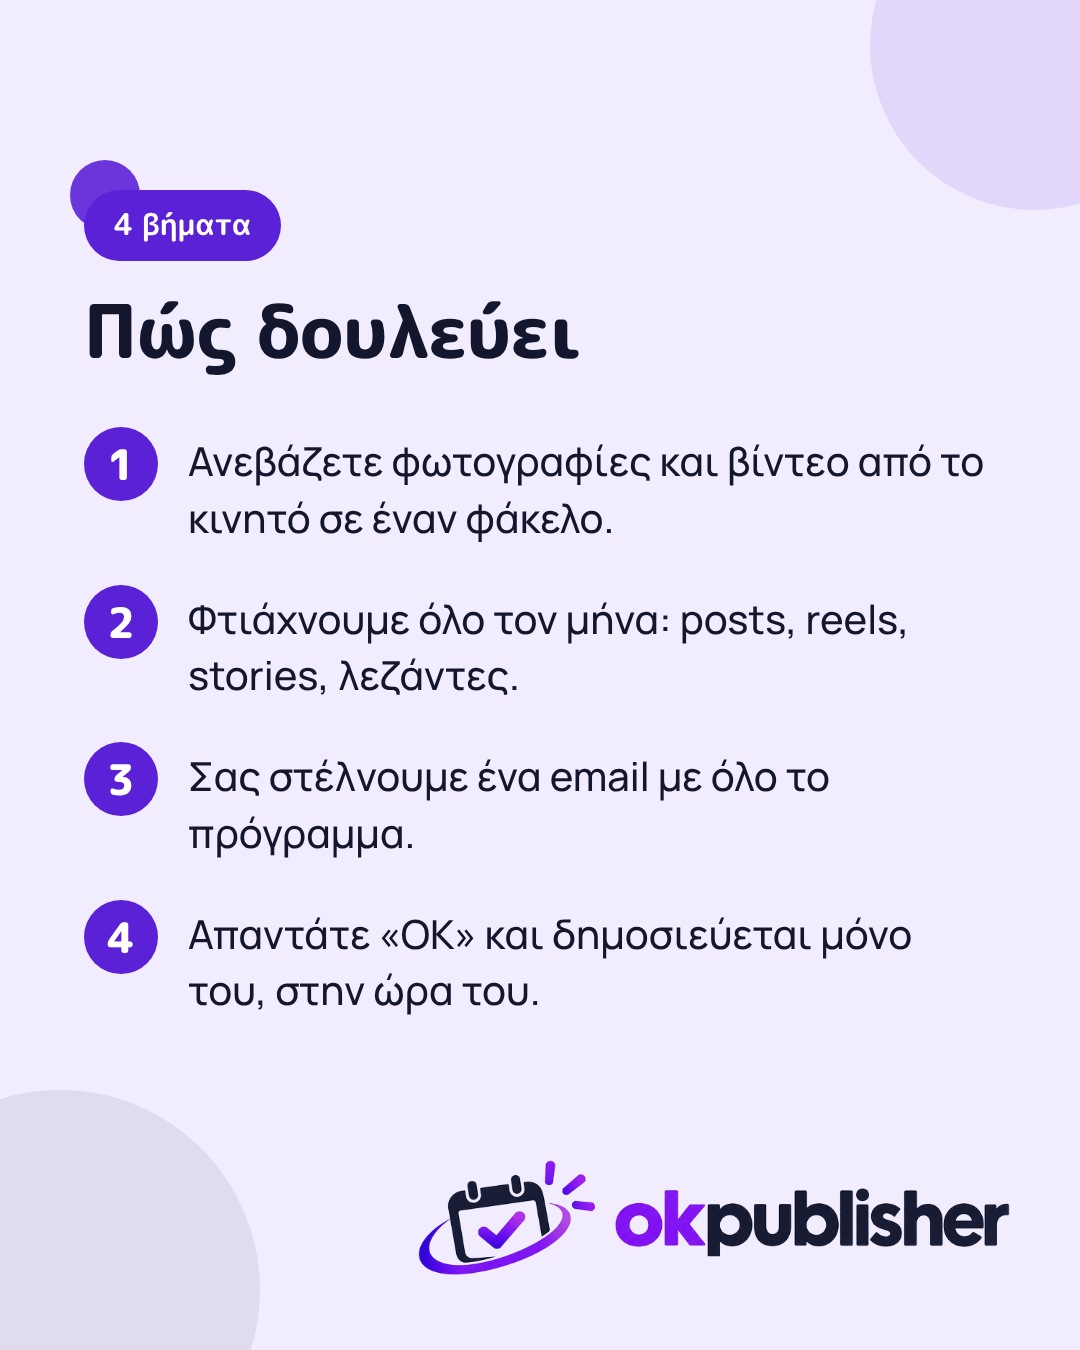 4 βήματα
Πώς δουλεύει
1 Ανεβάζετε φωτογραφίες και βίντεο από το
κινητό σε έναν φάκελο.
2 Φτιάχνουμε όλο τον μήνα: posts, reels,
stories, λεζάντες.
3 Σας στέλνουμε ένα email με όλο το
πρόγραμμα.
4 Απαντάτε «ΟΚ» και δημοσιεύεται μόνο
του, στην ώρα του.
okpublisher